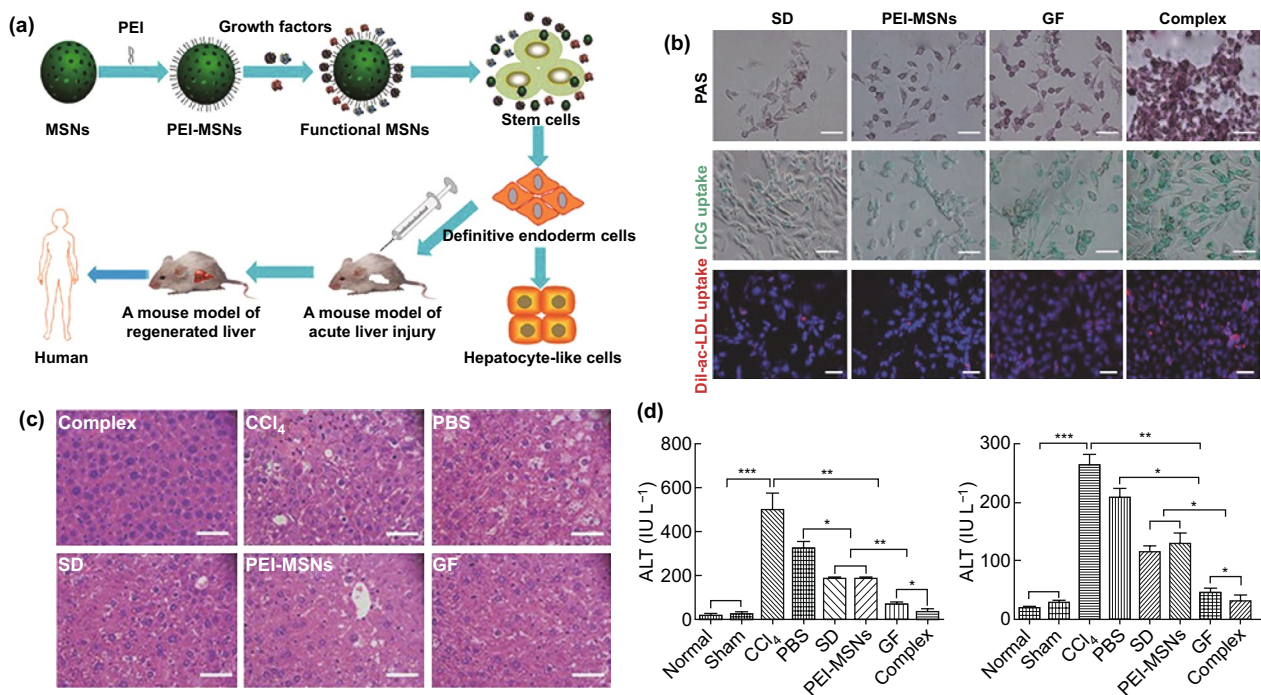 (a)
PEI
Growth factors
MSNs
PEI-MSNs
Functional MSNs
Stem cells
Definitive endoderm cells
A mouse model of
regenerated liver
A mouse model of
acute liver injury
Human
Hepatocyte-like cells
(b)
SD
PEI-MSNs
GF
Complex
PAS
ICG uptake
Dil-ac-LDL uptake
(c)
Complex
CCl₄
PBS
SD
PEI-MSNs
GF
(d)
ALT (IU L⁻¹)
800
600
400
200
0
***
**
*
**
*
Normal
Sham
CCl₄
PBS
SD
PEI-MSNs
GF
Complex
ALT (IU L⁻¹)
300
200
100
0
***
**
*
*
*
Normal
Sham
CCl₄
PBS
SD
PEI-MSNs
GF
Complex